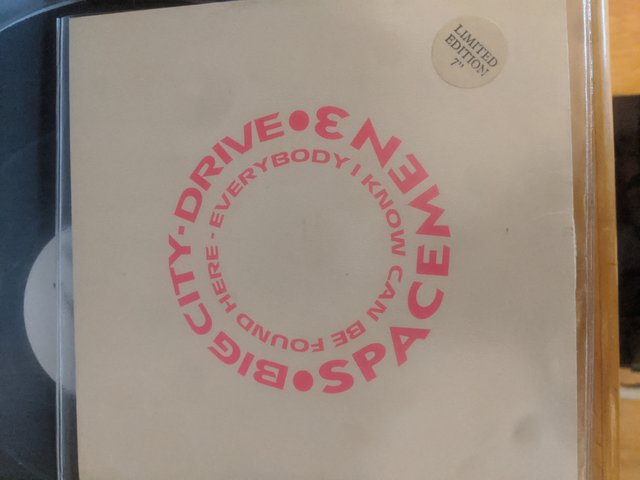 LIMITED
EDITION
7"
SPACEMEN 3
BIG CITY·DRIVE
EVERYBODY I KNOW CAN BE FOUND HERE